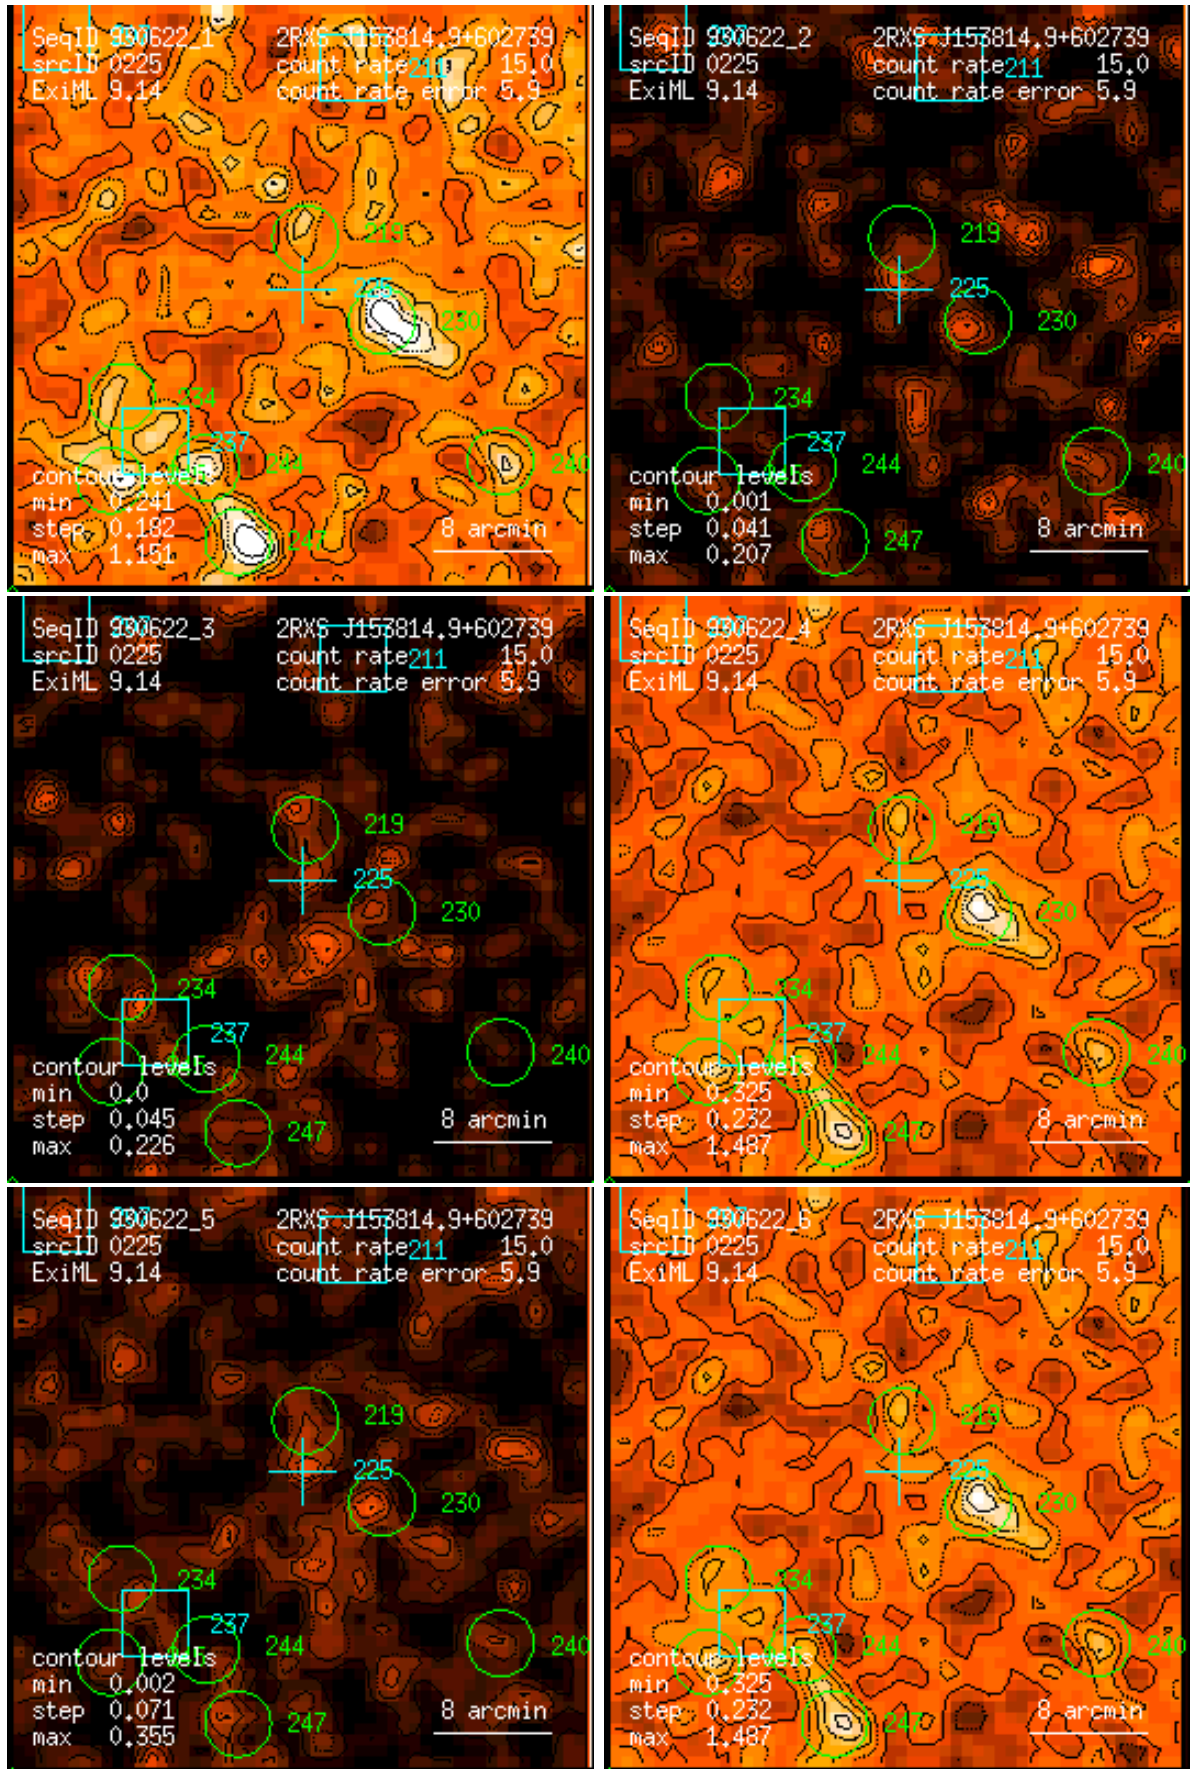 SeqID 930622_1 2RXS J153814.9+602739
srcID 0225 count rate 211 15.0
ExiML 9.14 count rate error 5.9
219
225
230
234
237
244
240
contour levels
min 0.241
step 0.182 8 arcmin
247
max 1.151
SeqID 930622_2 2RXS J153814.9+602739
srcID 0225 count rate 211 15.0
ExiML 9.14 count rate error 5.9
219
225
230
234
237
244
240
contour levels
min 0.001
step 0.041 8 arcmin
247
max 0.207
SeqID 930622_3 2RXS J153814.9+602739
srcID 0225 count rate 211 15.0
ExiML 9.14 count rate error 5.9
219
225
230
234
237
244
240
contour levels
min 0.0
step 0.045 8 arcmin
247
max 0.226
SeqID 930622_4 2RXS J153814.9+602739
srcID 0225 count rate 211 15.0
ExiML 9.14 count rate error 5.9
219
225
230
234
237
244
240
contour levels
min 0.325
step 0.232 8 arcmin
247
max 1.487
SeqID 930622_5 2RXS J153814.9+602739
srcID 0225 count rate 211 15.0
ExiML 9.14 count rate error 5.9
219
225
230
234
237
244
240
contour levels
min 0.002
step 0.071 8 arcmin
247
max 0.355
SeqID 930622_6 2RXS J153814.9+602739
srcID 0225 count rate 211 15.0
ExiML 9.14 count rate error 5.9
219
225
230
234
237
244
240
contour levels
min 0.325
step 0.232 8 arcmin
247
max 1.487